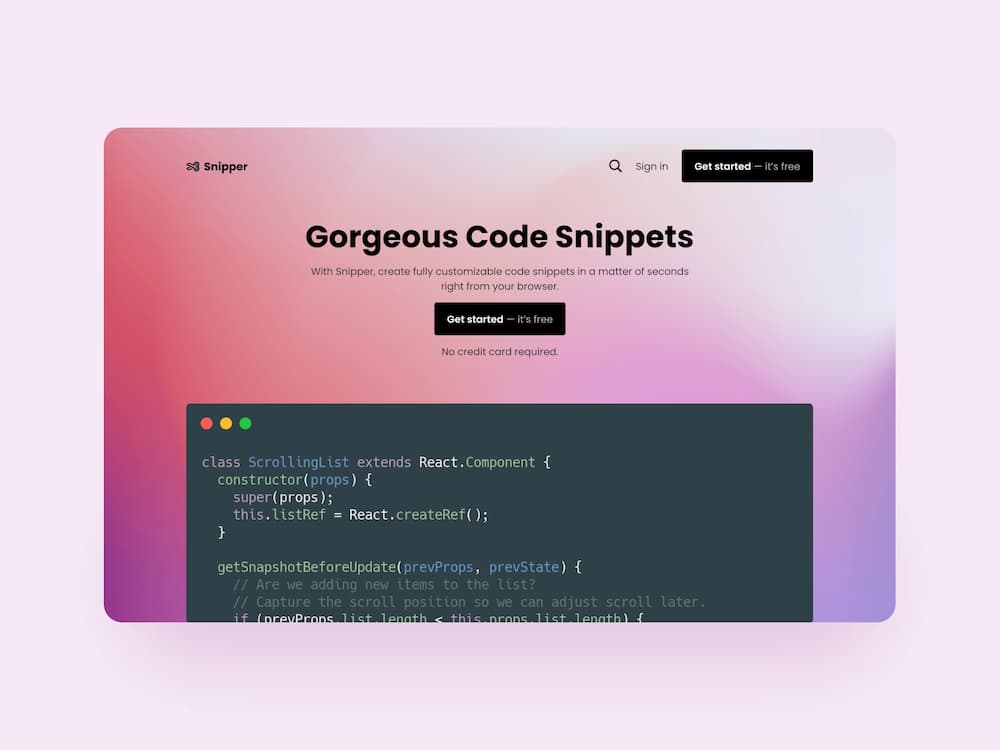 Snipper
Sign in
Get started — it's free
Gorgeous Code Snippets
With Snipper, create fully customizable code snippets in a matter of seconds
right from your browser.
Get started — it's free
No credit card required.
class ScrollingList extends React.Component {
  constructor(props) {
    super(props);
    this.listRef = React.createRef();
  }
  getSnapshotBeforeUpdate(prevProps, prevState) {
    // Are we adding new items to the list?
    // Capture the scroll position so we can adjust scroll later.
    if (prevProps.list.length < this.props.list.length) {